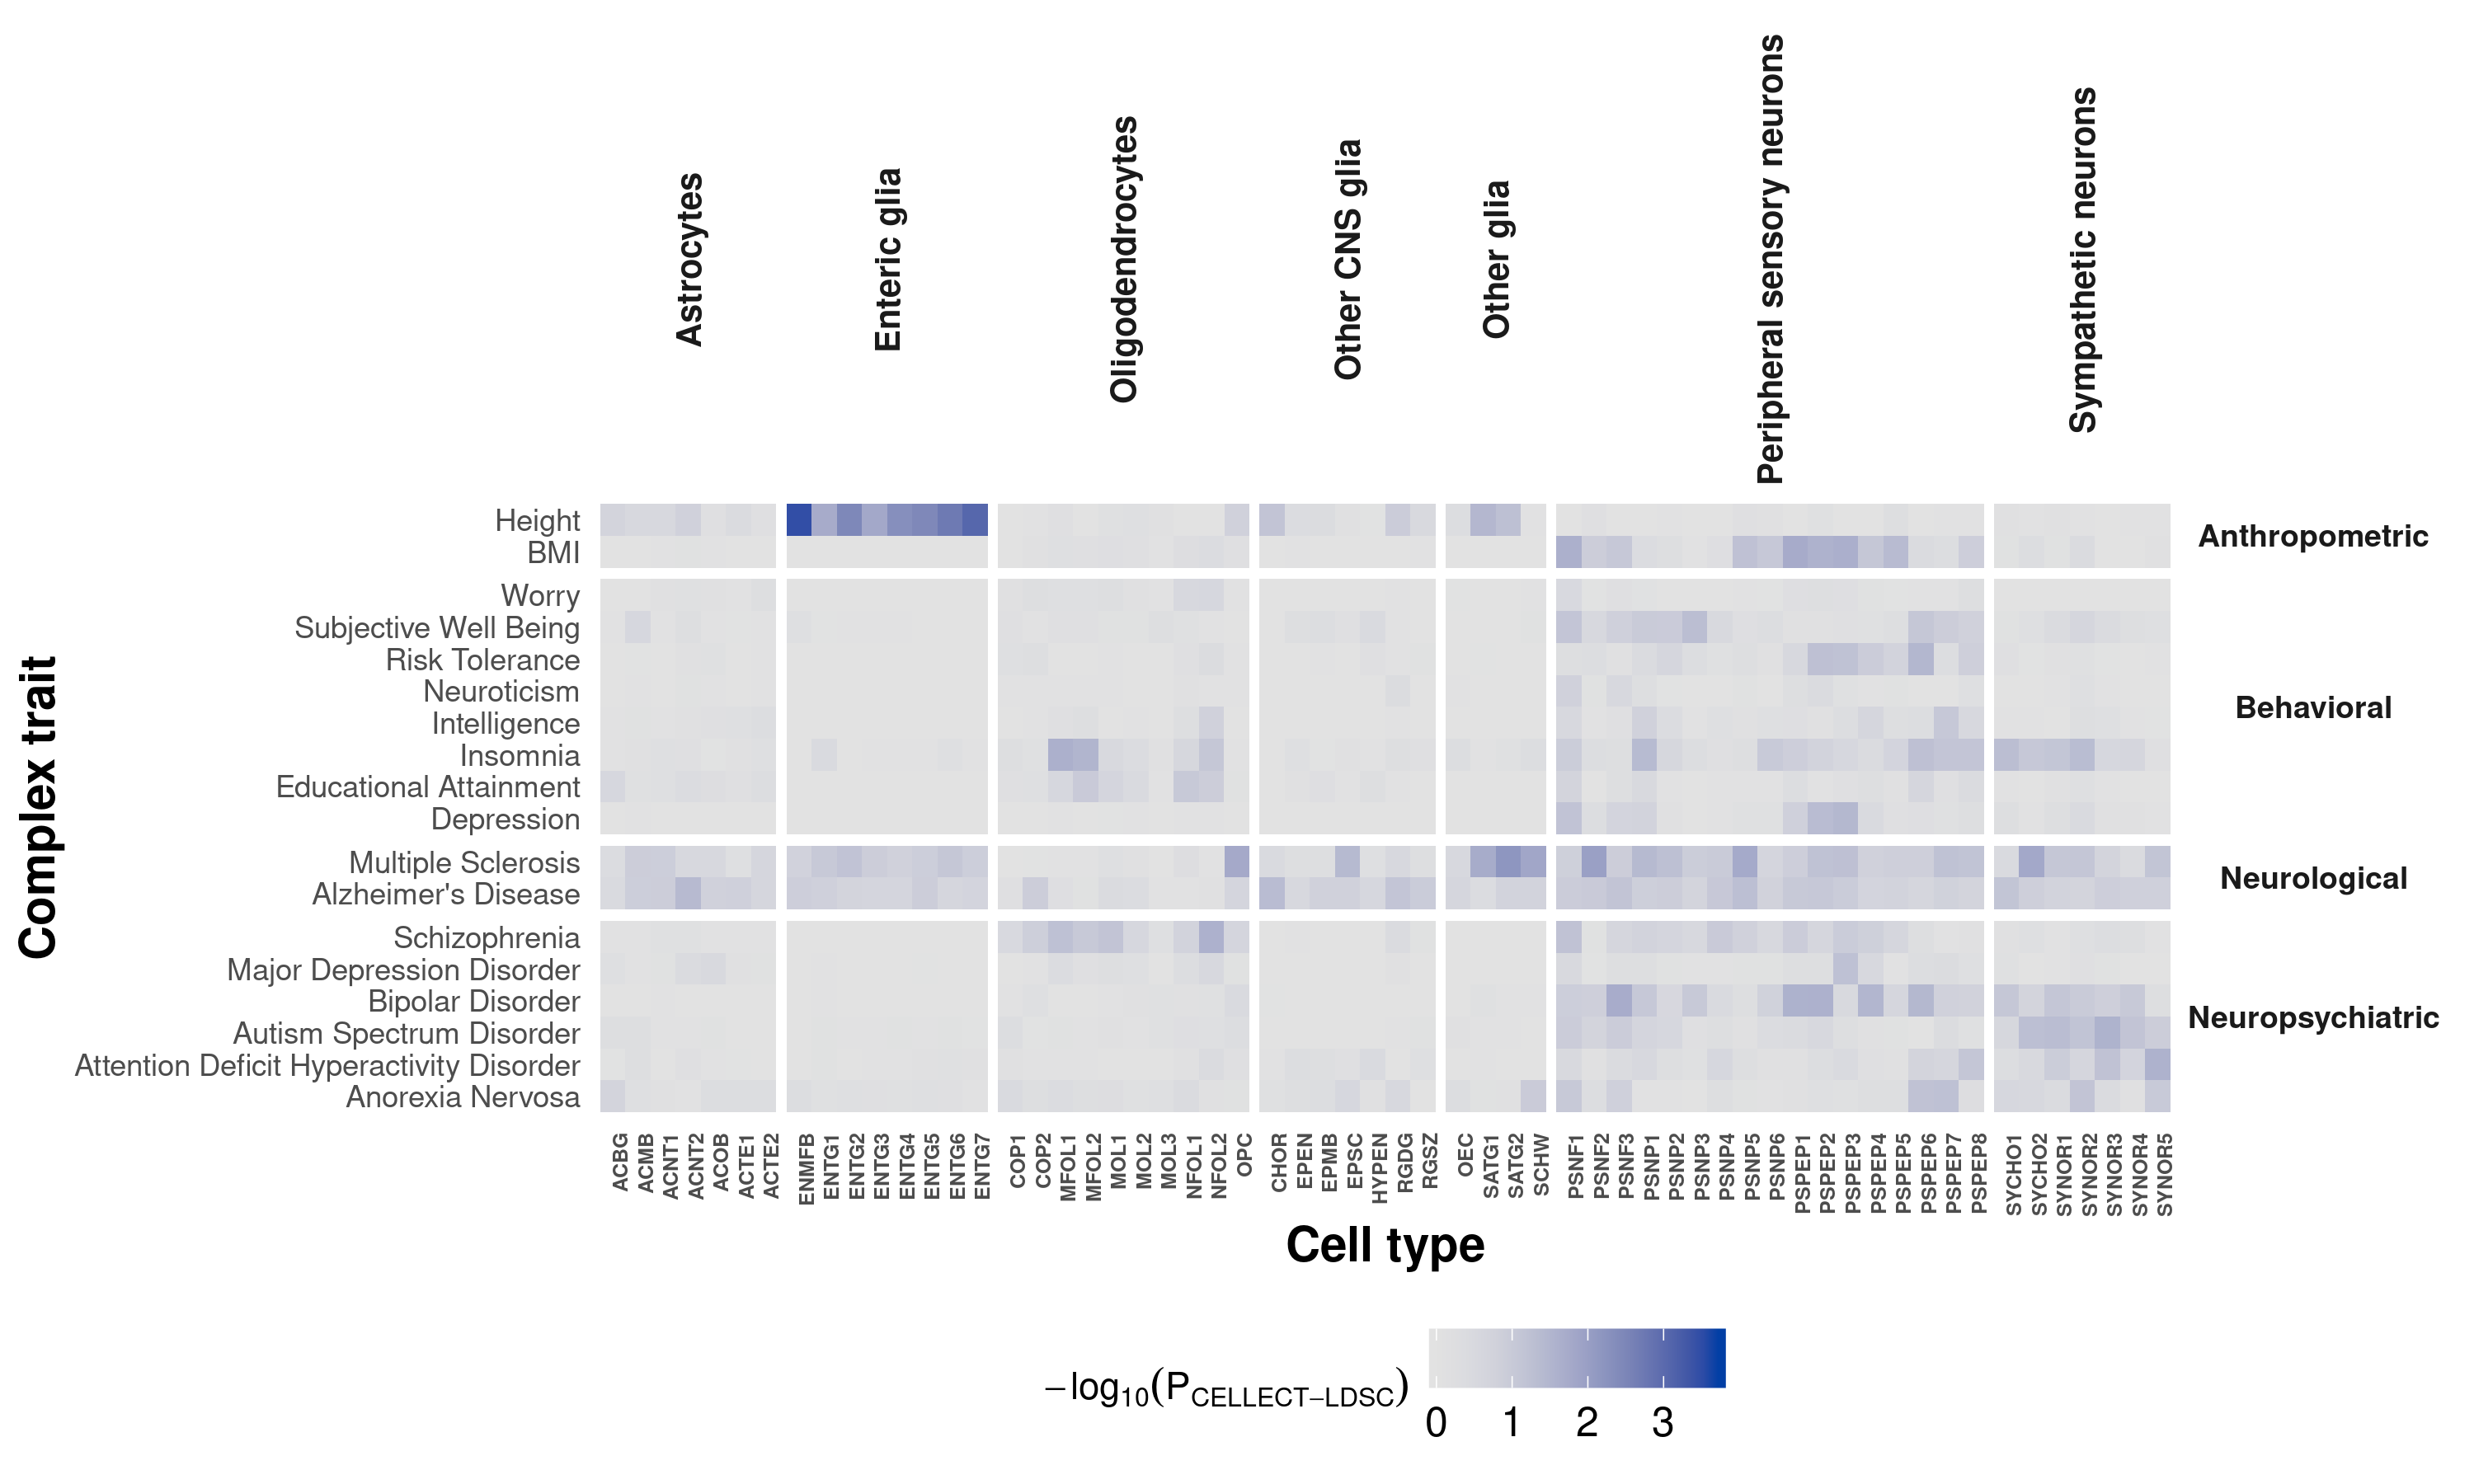 Astrocytes
Enteric glia
Oligodendrocytes
Other CNS glia
Other glia
Peripheral sensory neurons
Sympathetic neurons
Complex trait
Height
BMI
Anthropometric
Worry
Subjective Well Being
Risk Tolerance
Neuroticism
Intelligence
Insomnia
Educational Attainment
Depression
Behavioral
Multiple Sclerosis
Alzheimer's Disease
Neurological
Schizophrenia
Major Depression Disorder
Bipolar Disorder
Autism Spectrum Disorder
Attention Deficit Hyperactivity Disorder
Anorexia Nervosa
Neuropsychiatric
ACBG
ACMB
ACNT1
ACNT2
ACOB
ACTE1
ACTE2
ENMFB
ENTG1
ENTG2
ENTG3
ENTG4
ENTG5
ENTG6
ENTG7
COP1
COP2
MFOL1
MFOL2
MOL1
MOL2
MOL3
NFOL1
NFOL2
OPC
CHOR
EPEN
EPMB
EPSC
HYPEN
RGDG
RGSZ
OEC
SATG1
SATG2
SCHW
PSNF1
PSNF2
PSNF3
PSNP1
PSNP2
PSNP3
PSNP4
PSNP5
PSNP6
PSPEP1
PSPEP2
PSPEP3
PSPEP4
PSPEP5
PSPEP6
PSPEP7
PSPEP8
SYCHO1
SYCHO2
SYNOR1
SYNOR2
SYNOR3
SYNOR4
SYNOR5
Cell type
−log10(PCELLECT−LDSC)
0 1 2 3